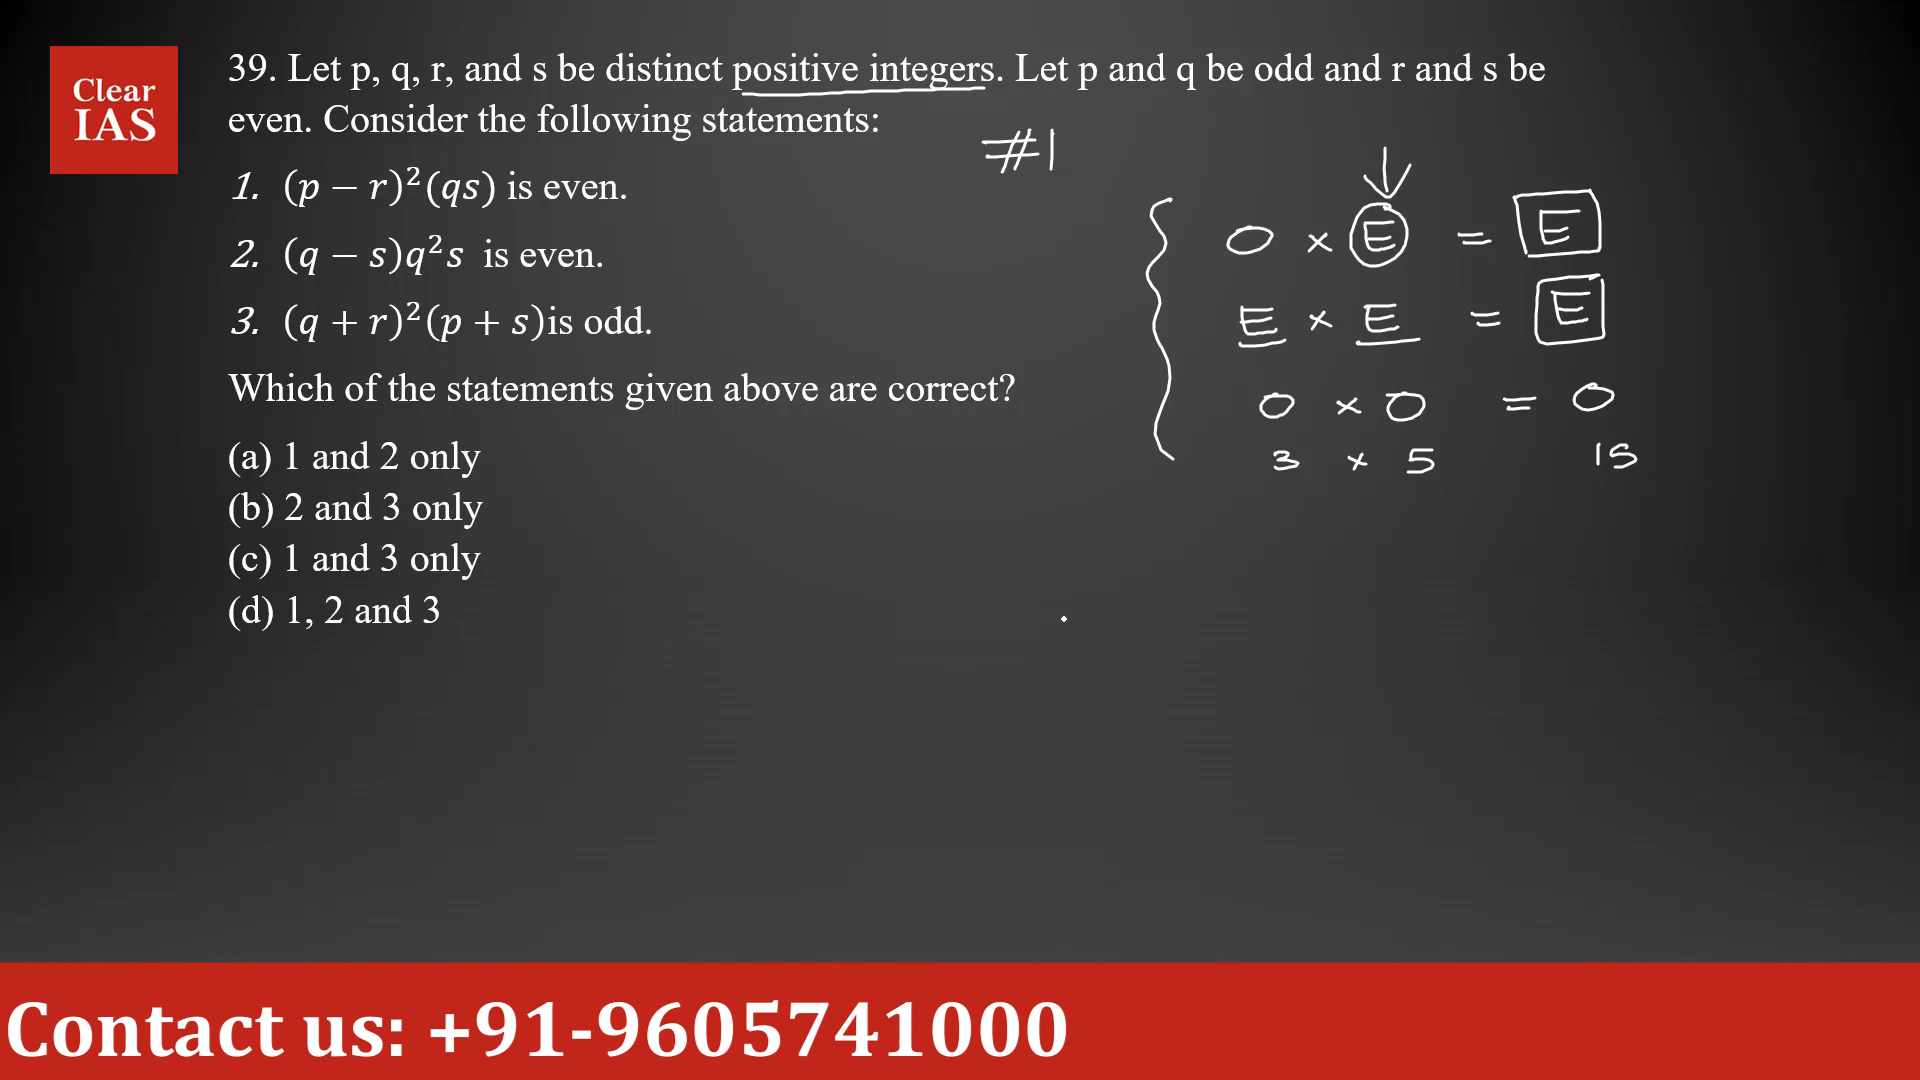 Clear
IAS
39. Let p, q, r, and s be distinct positive integers. Let p and q be odd and r and s be
even. Consider the following statements:
#1
1. (p − r)²(qs) is even.
2. (q − s)q²s is even.
3. (q + r)²(p + s)is odd.
Which of the statements given above are correct?
(a) 1 and 2 only
(b) 2 and 3 only
(c) 1 and 3 only
(d) 1, 2 and 3
O × E = E
E × E = E
O × O = O
3 × 5 15
Contact us: +91-9605741000